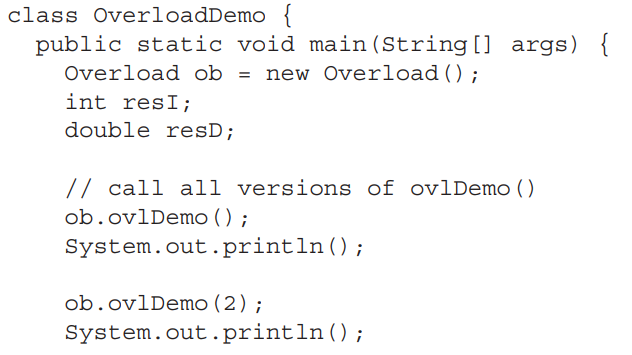 class OverloadDemo {
  public static void main(String[] args) {
    Overload ob = new Overload();
    int resI;
    double resD;

    // call all versions of ovlDemo()
    ob.ovlDemo();
    System.out.println();

    ob.ovlDemo(2);
    System.out.println();